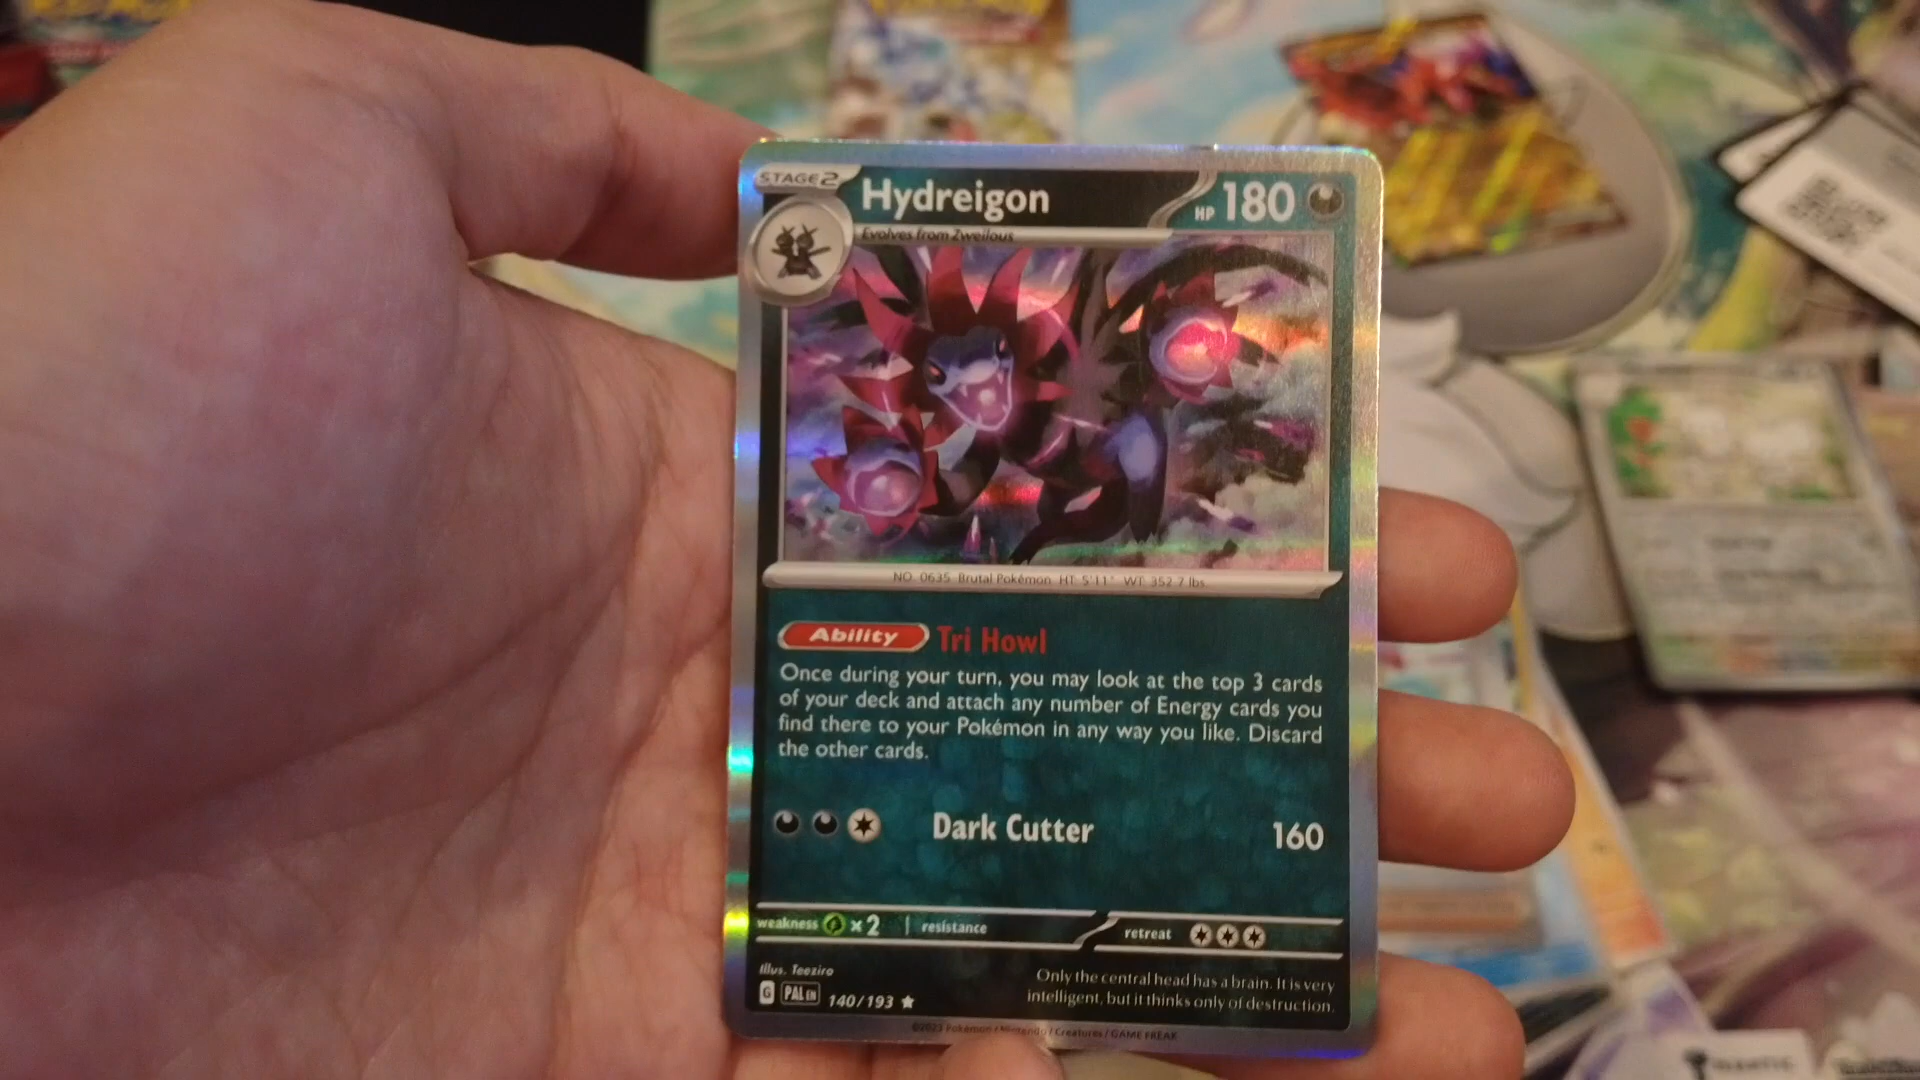 STAGE 2
Hydreigon
HP 180
Evolves from Zweilous
NO. 0635 Brutal Pokémon HT: 5'11" WT: 352.7 lbs.
Ability Tri Howl
Once during your turn, you may look at the top 3 cards
of your deck and attach any number of Energy cards you
find there to your Pokémon in any way you like. Discard
the other cards.
Dark Cutter 160
weakness x2 resistance retreat
Illus. Teeziro
G PAL EN 140/193
Only the central head has a brain. It is very
intelligent, but it thinks only of destruction.
©2023 Pokémon / Nintendo / Creatures / GAME FREAK